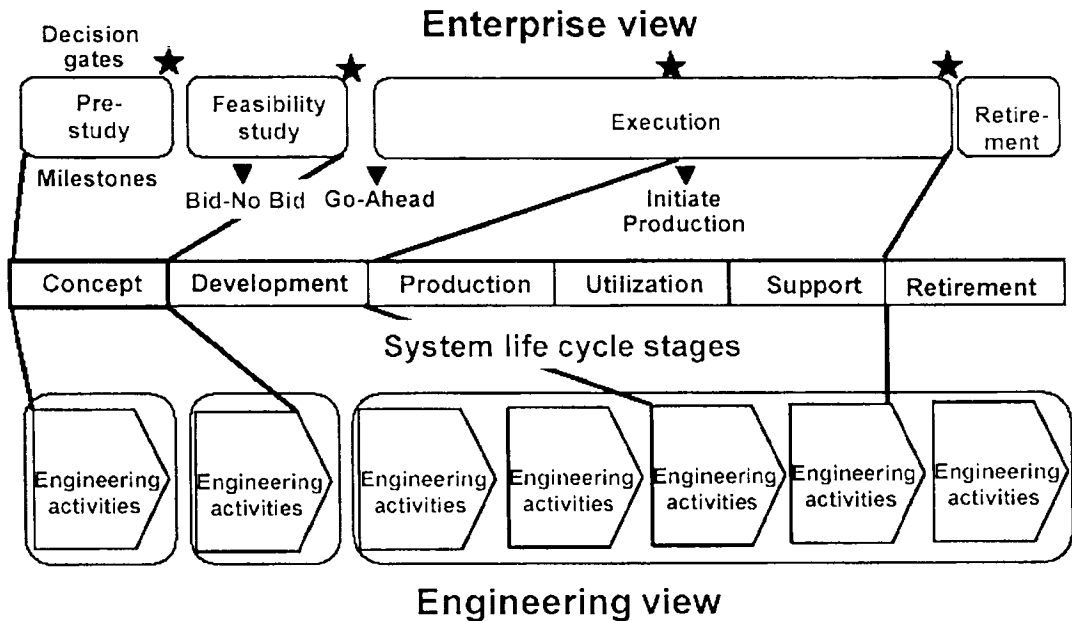 Enterprise view
Decision
gates
Pre-
study
Feasibility
study
Execution
Retire-
ment
Milestones
Bid-No Bid
Go-Ahead
Initiate
Production
Concept
Development
Production
Utilization
Support
Retirement
System life cycle stages
Engineering
activities
Engineering
activities
Engineering
activities
Engineering
activities
Engineering
activities
Engineering
activities
Engineering
activities
Engineering view